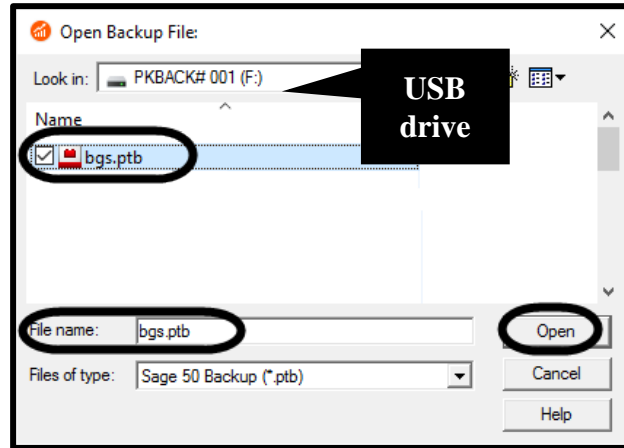 Open Backup File:
Look in: PKBACK# 001 (F:)
USB
drive
Name
bgs.ptb
File name: bgs.ptb
Open
Files of type: Sage 50 Backup (*.ptb)
Cancel
Help